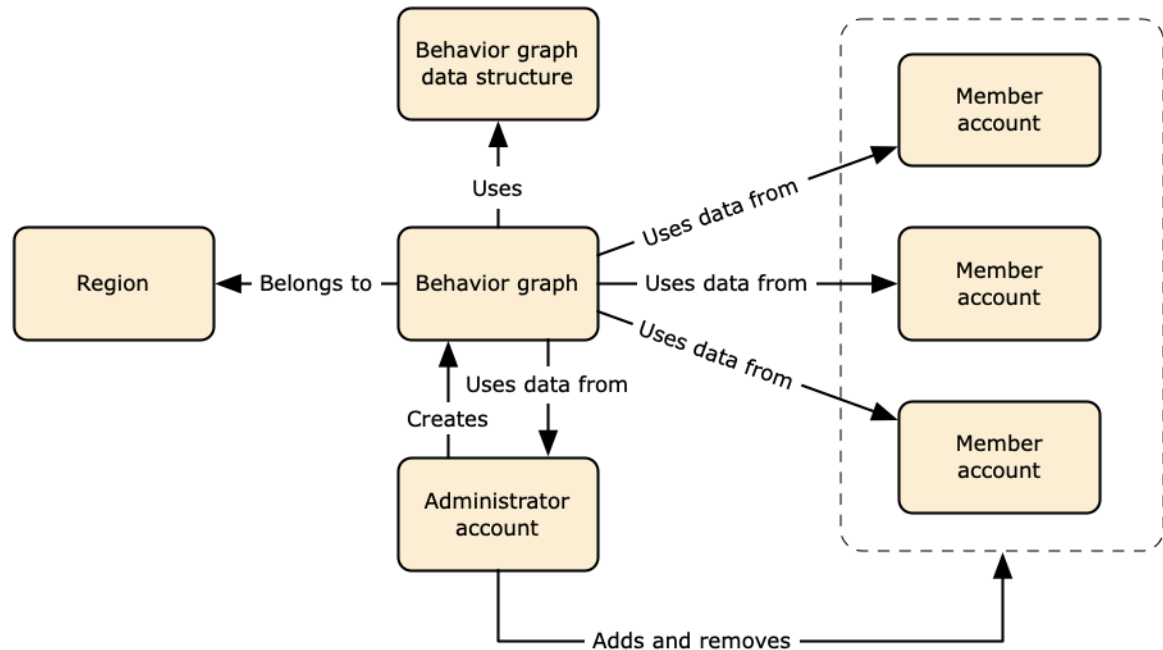 Behavior graph
data structure
Member
account
Uses
Uses data from
Region
Belongs to
Behavior graph
Uses data from
Member
account
Uses data from
Uses data from
Creates
Member
account
Administrator
account
Adds and removes